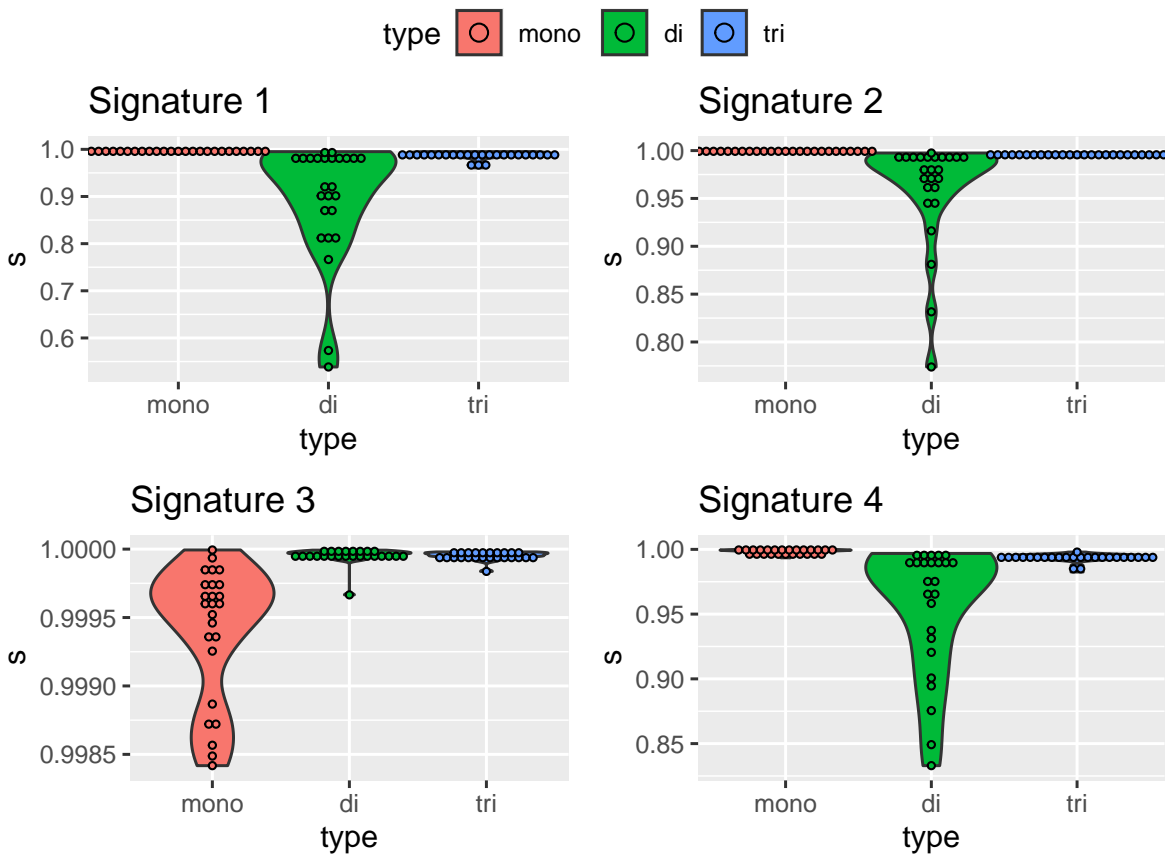 type mono di tri
Signature 1
1.0
0.9
0.8
0.7
0.6
s
mono di tri
type
Signature 2
1.00
0.95
0.90
0.85
0.80
s
mono di tri
type
Signature 3
1.0000
0.9995
0.9990
0.9985
s
mono di tri
type
Signature 4
1.00
0.95
0.90
0.85
s
mono di tri
type